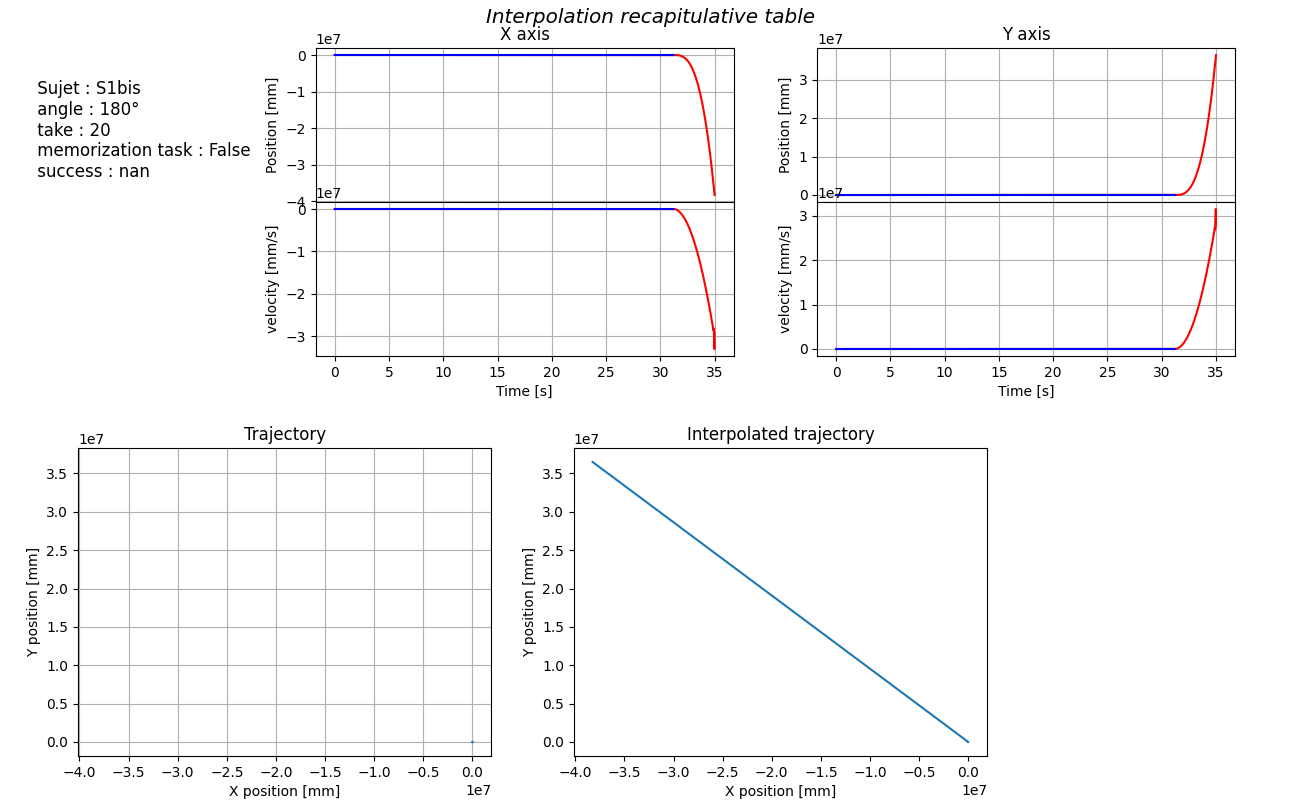 Interpolation recapitulative table
Sujet : S1bis
angle : 180°
take : 20
memorization task : False
success : nan
X axis
1e7
Position [mm]
0
−1
−2
−3
−4
1e7
velocity [mm/s]
0
−1
−2
−3
0 5 10 15 20 25 30 35
Time [s]
Y axis
1e7
Position [mm]
3
2
1
0
1e7
velocity [mm/s]
3
2
1
0
0 5 10 15 20 25 30 35
Time [s]
Trajectory
1e7
Y position [mm]
3.5
3.0
2.5
2.0
1.5
1.0
0.5
0.0
−4.0 −3.5 −3.0 −2.5 −2.0 −1.5 −1.0 −0.5 0.0
X position [mm]
1e7
Interpolated trajectory
1e7
Y position [mm]
3.5
3.0
2.5
2.0
1.5
1.0
0.5
0.0
−4.0 −3.5 −3.0 −2.5 −2.0 −1.5 −1.0 −0.5 0.0
X position [mm]
1e7